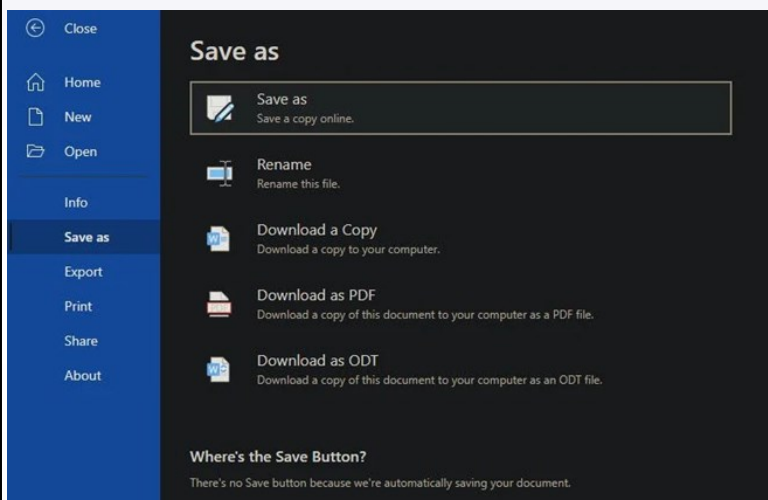 Close
Home
New
Open
Info
Save as
Export
Print
Share
About
Save as
Save as
Save a copy online.
Rename
Rename this file.
Download a Copy
Download a copy to your computer.
Download as PDF
Download a copy of this document to your computer as a PDF file.
Download as ODT
Download a copy of this document to your computer as an ODT file.
Where's the Save Button?
There's no Save button because we're automatically saving your document.